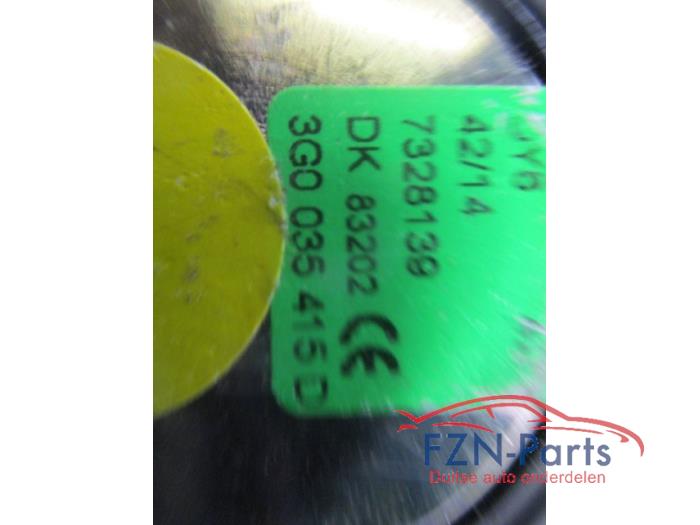 42/14
7328139
DK 83202 CE
3G0 035 415 D
FZN-Parts
Duitse auto onderdelen